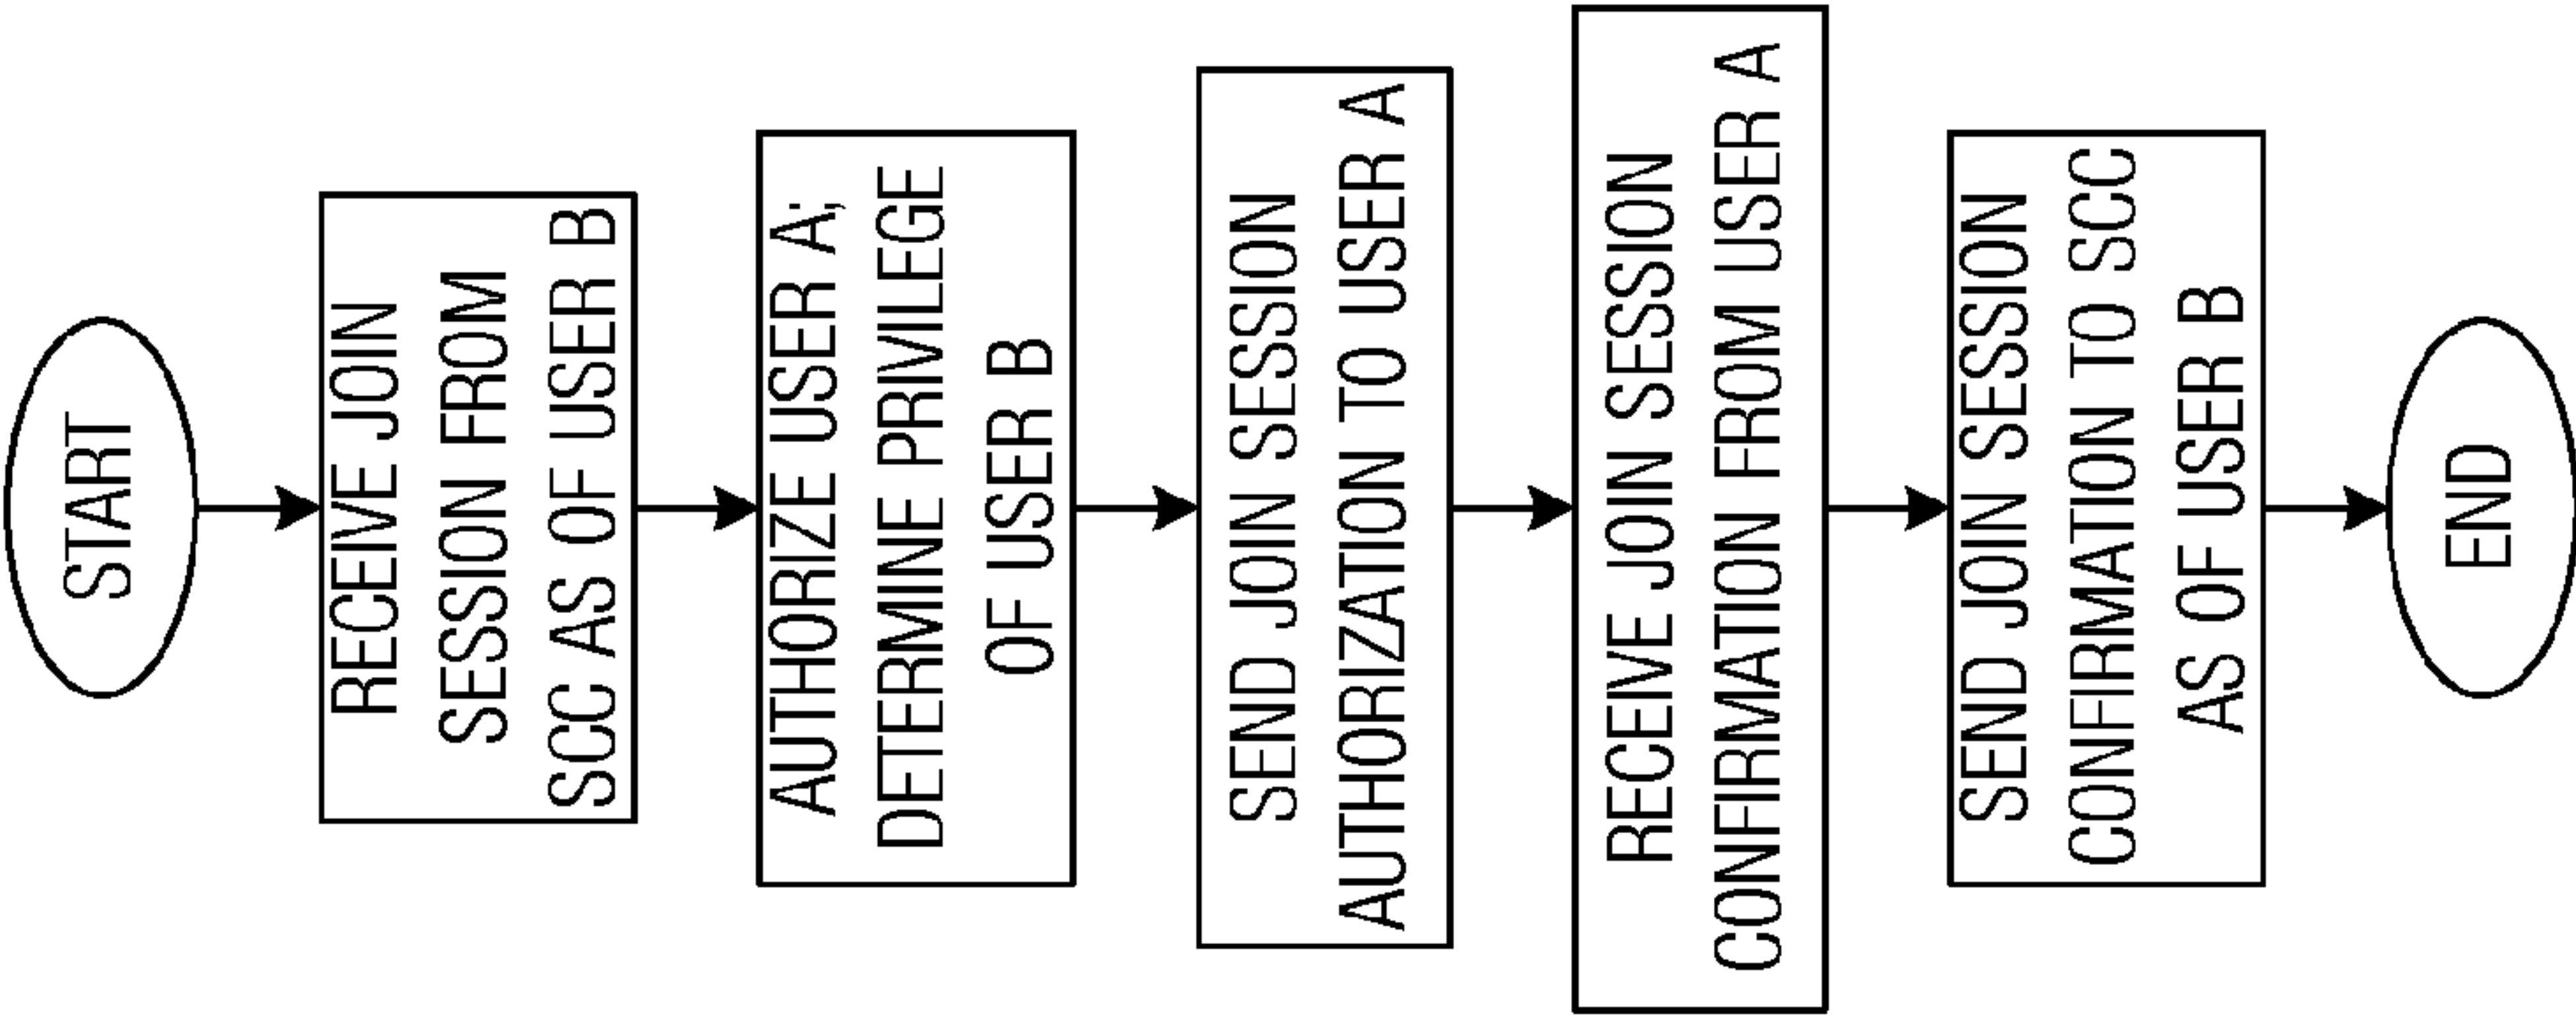 START
RECEIVE JOIN
SESSION FROM
SCC AS OF USER B
AUTHORIZE USER A;
DETERMINE PRIVILEGE
OF USER B
SEND JOIN SESSION
AUTHORIZATION TO USER A
RECEIVE JOIN SESSION
CONFIRMATION FROM USER A
SEND JOIN SESSION
CONFIRMATION TO SCC
AS OF USER B
END